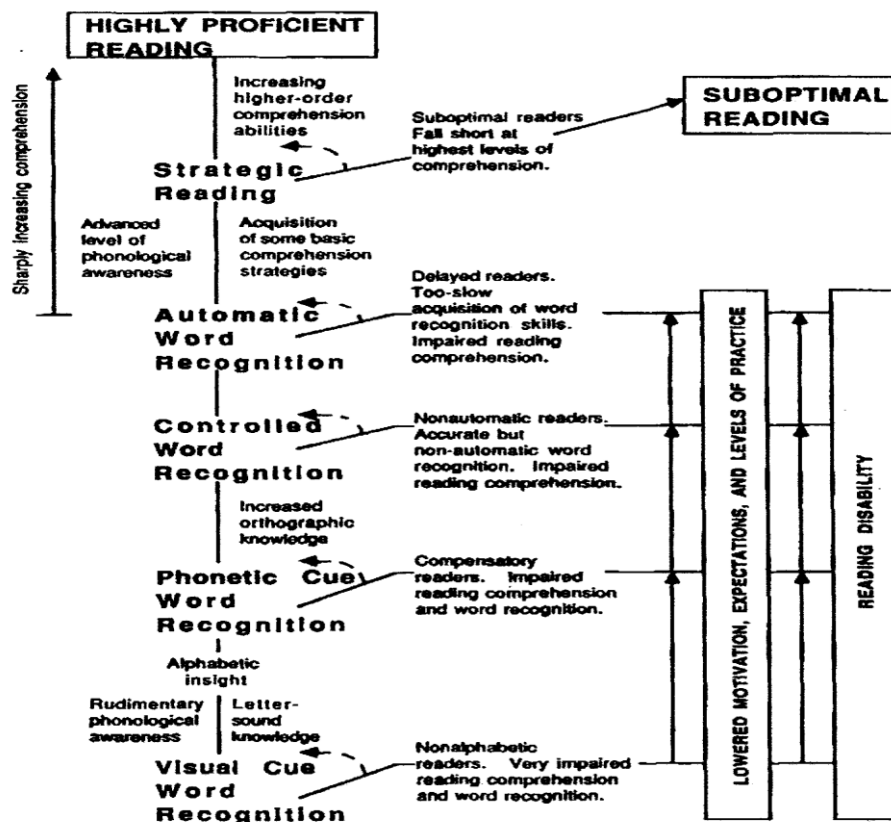 HIGHLY PROFICIENT
READING
Increasing
higher-order
comprehension
abilities
Suboptimal readers
Fall short at
highest levels of
comprehension.
SUBOPTIMAL
READING
Strategic
Reading
Sharply increasing comprehension
Advanced
level of
phonological
awareness
Acquisition
of some basic
comprehension
strategies
Delayed readers.
Too-slow
acquisition of word
recognition skills.
Impaired reading
comprehension.
Automatic
Word
Recognition
Nonautomatic readers.
Accurate but
non-automatic word
recognition. Impaired
reading comprehension.
Controlled
Word
Recognition
Increased
orthographic
knowledge
Compensatory
readers. Impaired
reading comprehension
and word recognition.
Phonetic Cue
Word
Recognition
Alphabetic
insight
Rudimentary
phonological
awareness
Letter-
sound
knowledge
Nonalphabetic
readers. Very impaired
reading comprehension
and word recognition.
Visual Cue
Word
Recognition
LOWERED MOTIVATION, EXPECTATIONS, AND LEVELS OF PRACTICE
READING DISABILITY